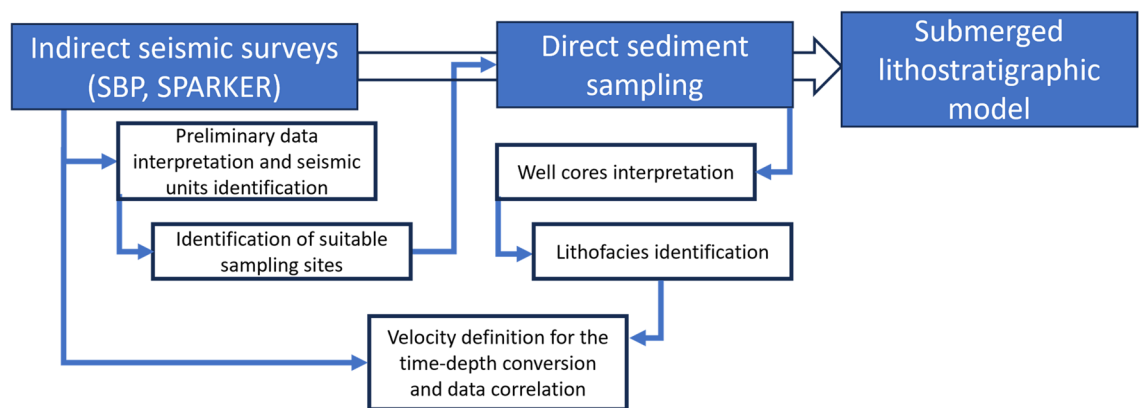 Indirect seismic surveys
(SBP, SPARKER)
Direct sediment
sampling
Submerged
lithostratigraphic
model
Preliminary data
interpretation and seismic
units identification
Well cores interpretation
Identification of suitable
sampling sites
Lithofacies identification
Velocity definition for the
time-depth conversion
and data correlation